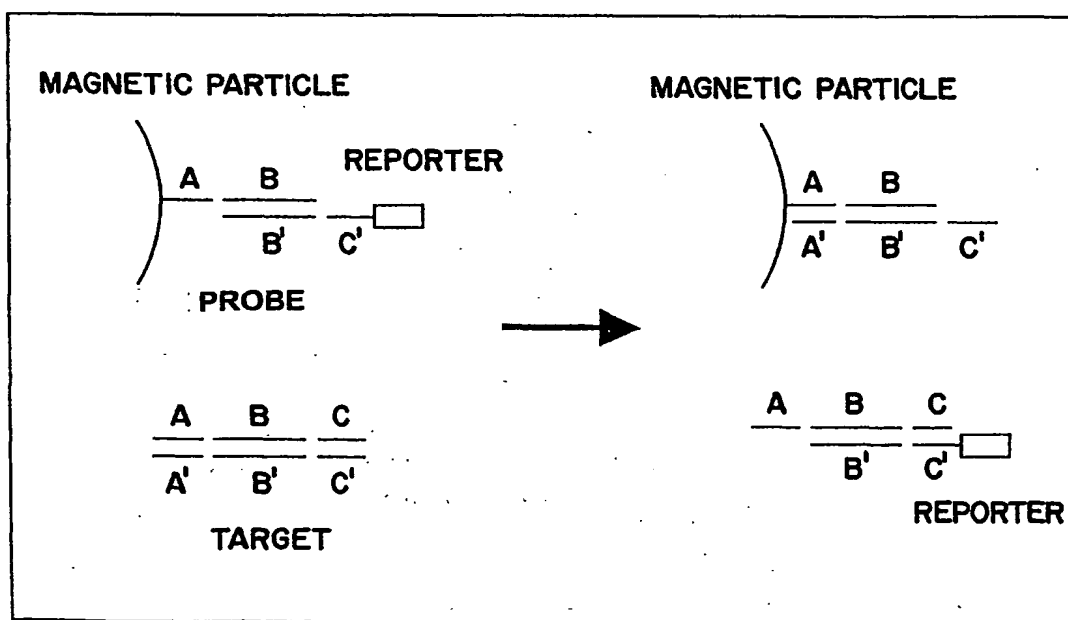 MAGNETIC PARTICLE
A B REPORTER
B' C'
PROBE
A B C
A' B' C'
TARGET
MAGNETIC PARTICLE
A B
A' B' C'
A B C
B' C'
REPORTER